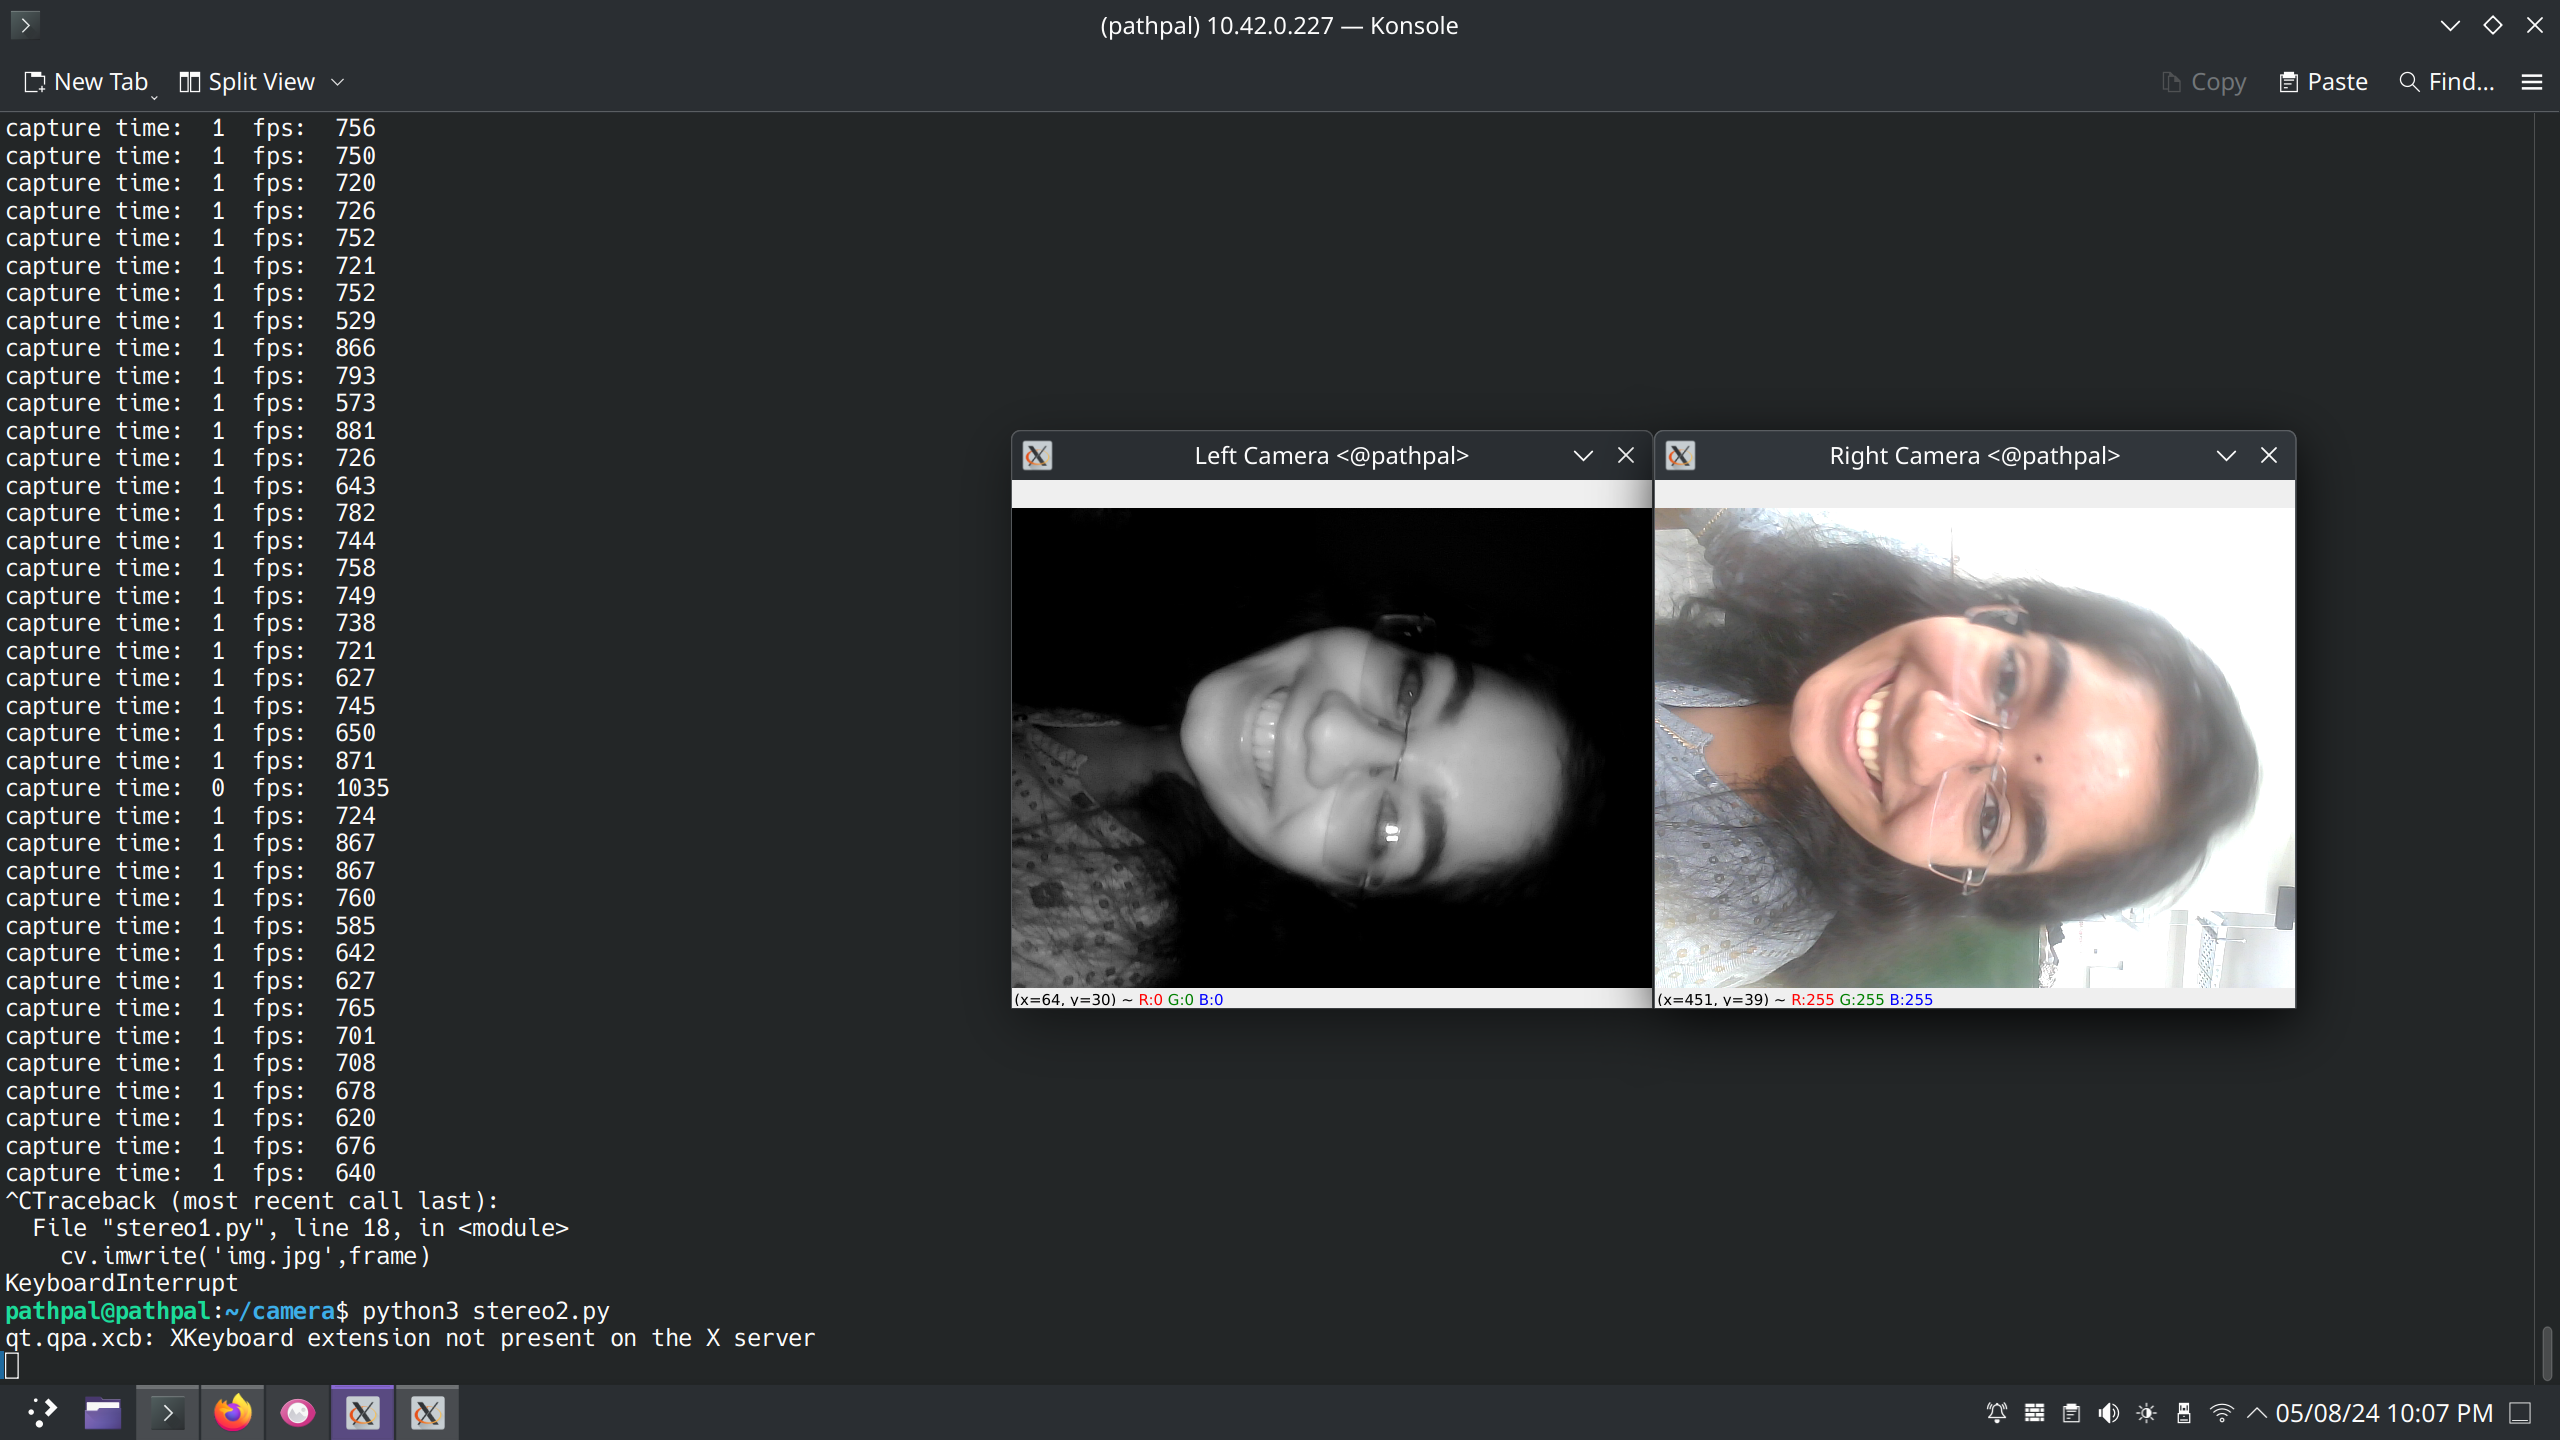 (pathpal) 10.42.0.227 — Konsole
New Tab
Split View
Copy
Paste
Find...
capture time:  1  fps:  756
capture time:  1  fps:  750
capture time:  1  fps:  720
capture time:  1  fps:  726
capture time:  1  fps:  752
capture time:  1  fps:  721
capture time:  1  fps:  752
capture time:  1  fps:  529
capture time:  1  fps:  866
capture time:  1  fps:  793
capture time:  1  fps:  573
capture time:  1  fps:  881
capture time:  1  fps:  726
capture time:  1  fps:  643
capture time:  1  fps:  782
capture time:  1  fps:  744
capture time:  1  fps:  758
capture time:  1  fps:  749
capture time:  1  fps:  738
capture time:  1  fps:  721
capture time:  1  fps:  627
capture time:  1  fps:  745
capture time:  1  fps:  650
capture time:  1  fps:  871
capture time:  0  fps:  1035
capture time:  1  fps:  724
capture time:  1  fps:  867
capture time:  1  fps:  867
capture time:  1  fps:  760
capture time:  1  fps:  585
capture time:  1  fps:  642
capture time:  1  fps:  627
capture time:  1  fps:  765
capture time:  1  fps:  701
capture time:  1  fps:  708
capture time:  1  fps:  678
capture time:  1  fps:  620
capture time:  1  fps:  676
capture time:  1  fps:  640
^CTraceback (most recent call last):
  File "stereo1.py", line 18, in <module>
    cv.imwrite('img.jpg',frame)
KeyboardInterrupt
pathpal@pathpal:~/camera$ python3 stereo2.py
qt.qpa.xcb: XKeyboard extension not present on the X server
Left Camera <@pathpal>
(x=64, y=30) ~ R:0 G:0 B:0
Right Camera <@pathpal>
(x=451, y=39) ~ R:255 G:255 B:255
05/08/24 10:07 PM